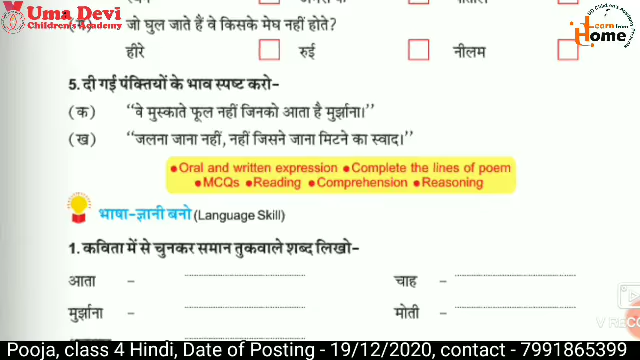 Uma Devi
Children's Academy
Learn from
Home
जो घुल जाते हैं वे किसके मेघ नहीं होते?
हीरे रुई नीलम
5. दी गई पंक्तियों के भाव स्पष्ट करो-
(क) “वे मुस्काते फूल नहीं जिनको आता है मुर्झाना।”
(ख) “जलना जाना नहीं, नहीं जिसने जाना मिटने का स्वाद।”
•Oral and written expression •Complete the lines of poem
•MCQs •Reading •Comprehension •Reasoning
भाषा-ज्ञानी बनो (Language Skill)
1. कविता में से चुनकर समान तुकवाले शब्द लिखो-
आता - चाह -
मुर्झाना - मोती -
Pooja, class 4 Hindi, Date of Posting - 19/12/2020, contact - 7991865399